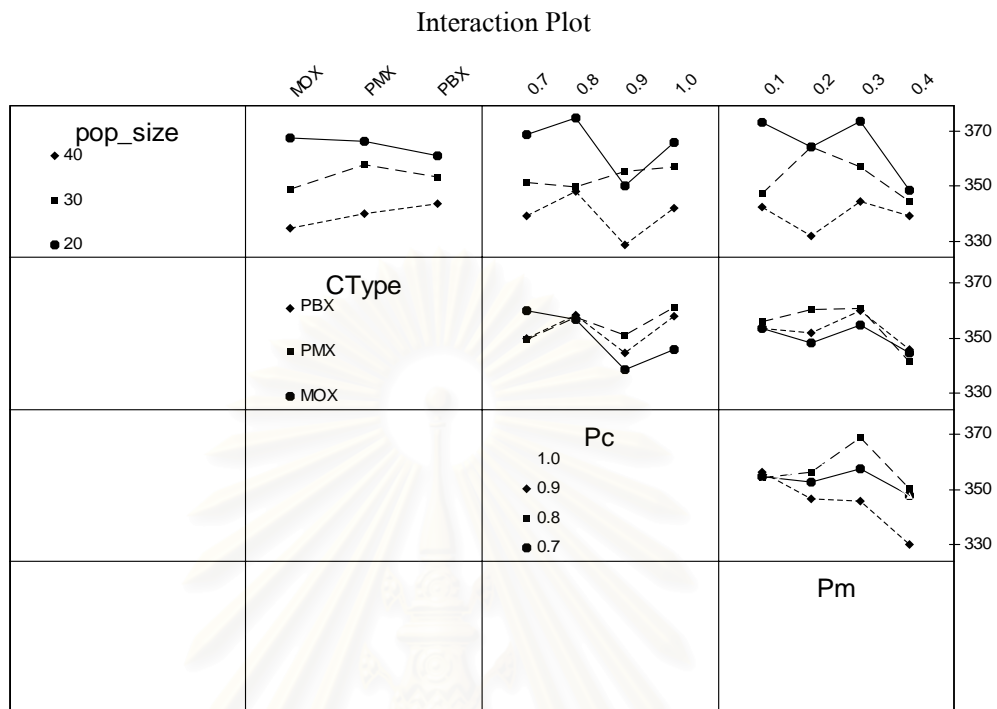 Interaction Plot
MOX PMX PBX 0.7 0.8 0.9 1.0 0.1 0.2 0.3 0.4
pop_size
40
30
20
370
350
330
CType
PBX
PMX
MOX
370
350
330
Pc
1.0
0.9
0.8
0.7
370
350
330
Pm